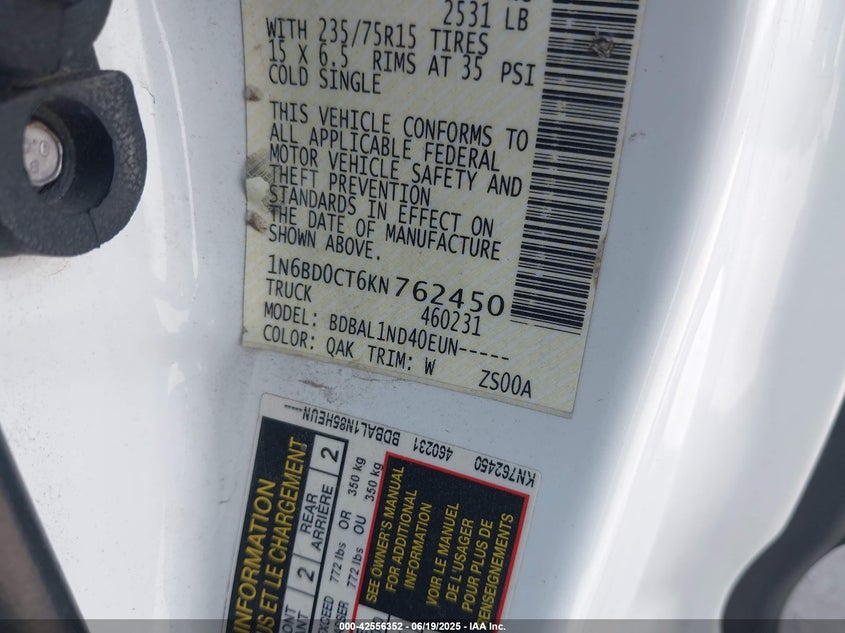 2531 LB
WITH 235/75R15 TIRES
15 X 6.5 RIMS AT 35 PSI
COLD SINGLE
THIS VEHICLE CONFORMS TO
ALL APPLICABLE FEDERAL
MOTOR VEHICLE SAFETY AND
THEFT PREVENTION
STANDARDS IN EFFECT ON
THE DATE OF MANUFACTURE
SHOWN ABOVE.
1N6BD0CT6KN762450
TRUCK 460231
MODEL: BDBAL1ND40EUN-----
COLOR: QAK TRIM: W ZS00A
KN762450 460231 BDBAL1N85HEUN----
INFORMATION
ET LE CHARGEMENT
2 REAR
ARRIÈRE 2
772 lbs OR 350 kg
772 lbs OU 350 kg
SEE OWNER'S MANUAL
FOR ADDITIONAL
INFORMATION
VOIR LE MANUEL
DE L'USAGER
POUR PLUS DE
RENSEIGNEMENTS
000-42556352 - 06/19/2025 - IAA Inc.